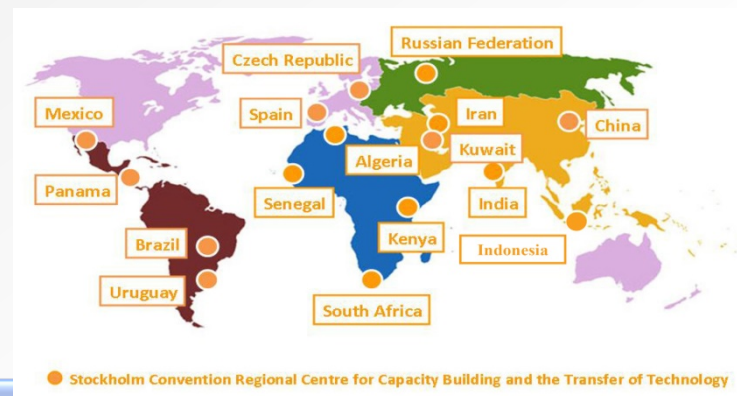 Russian Federation
Czech Republic
Mexico
Spain
Iran
China
Algeria
Kuwait
Panama
Senegal
India
Kenya
Brazil
Indonesia
Uruguay
South Africa
Stockholm Convention Regional Centre for Capacity Building and the Transfer of Technology